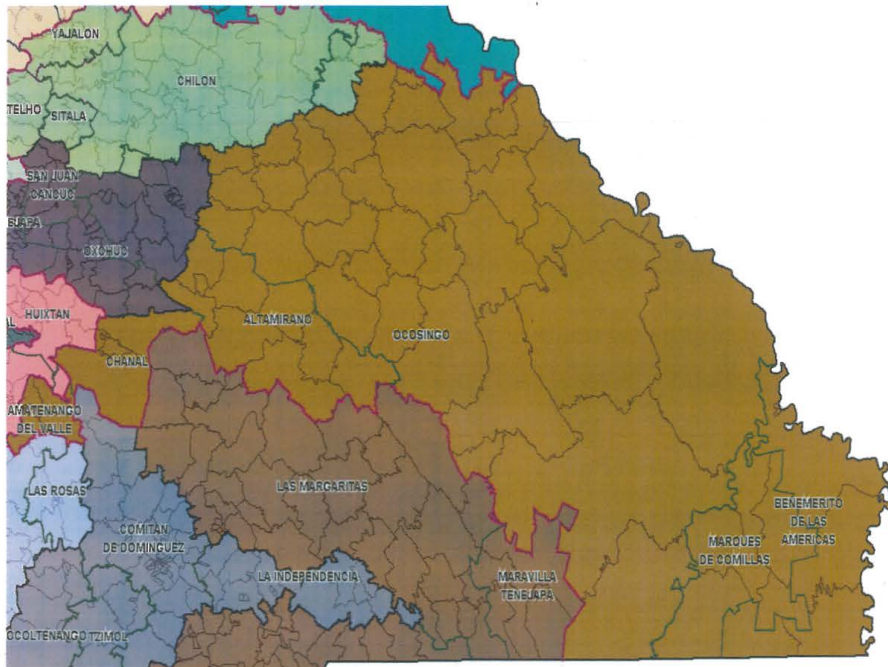 YAJALON
CHILON
SITALA
SAN JUAN
CANCUC
OXCHUC
HUIXTAN
ALTAMIRANO
OCOSINGO
CHANAL
AMATENANGO
DEL VALLE
LAS ROSAS
LAS MARGARITAS
COMITAN
DE DOMINGUEZ
BENEMERITO
DE LAS
AMERICAS
MARQUES
DE COMILLAS
LA INDEPENDENCIA
MARAVILLA
TENEJAPA
OCOLTENANGO
TZIMOL